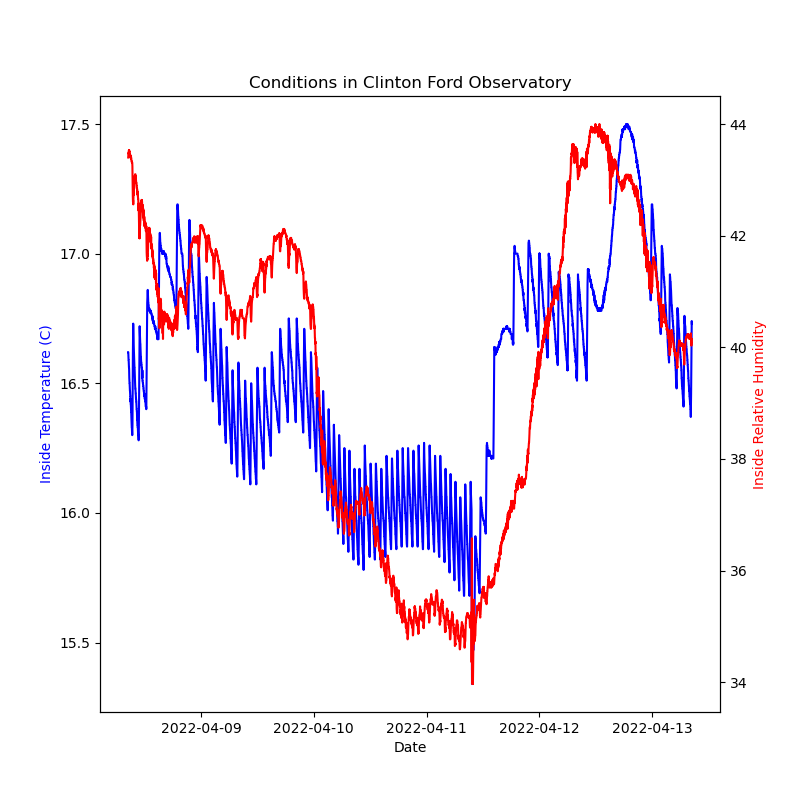 Conditions in Clinton Ford Observatory
17.5
17.0
16.5
16.0
15.5
Inside Temperature (C)
44
42
40
38
36
34
Inside Relative Humidity
2022-04-09 2022-04-10 2022-04-11 2022-04-12 2022-04-13
Date